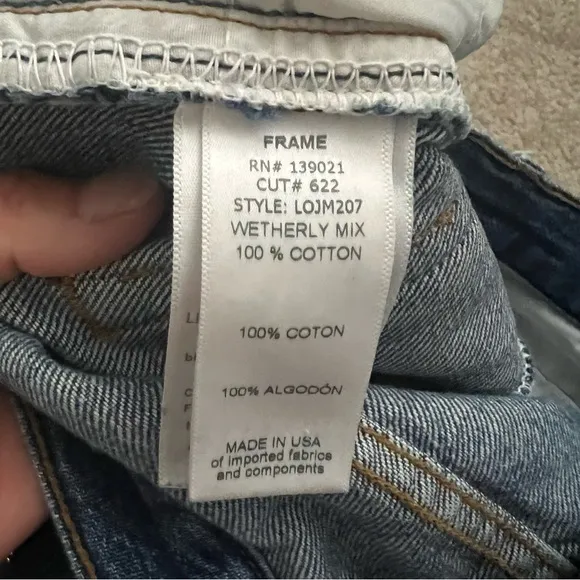 FRAME
RN# 139021
CUT# 622
STYLE: LOJM207
WETHERLY MIX
100 % COTTON
100% COTON
100% ALGODÓN
MADE IN USA
of imported fabrics
and components